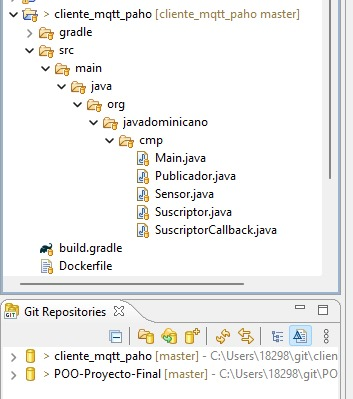 cliente_mqtt_paho [cliente_mqtt_paho master]
gradle
src
main
java
org
javadominicano
cmp
Main.java
Publicador.java
Sensor.java
Suscriptor.java
SuscriptorCallback.java
build.gradle
Dockerfile
GIT Git Repositories
cliente_mqtt_paho [master] - C:\Users\18298\git\clien
POO-Proyecto-Final [master] - C:\Users\18298\git\PO